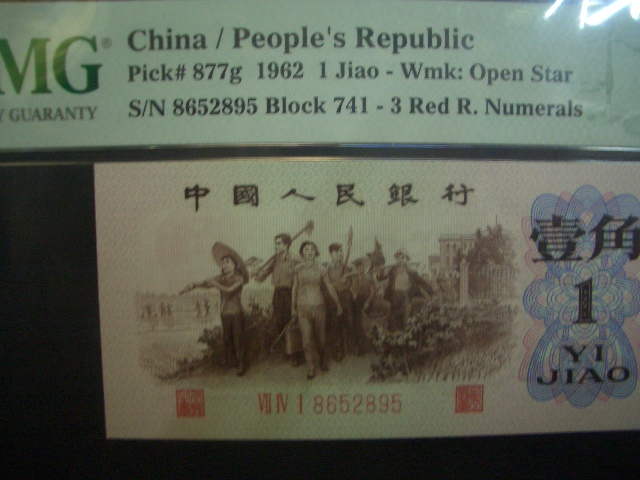 MG®
Y GUARANTY
China / People's Republic
Pick# 877g 1962 1 Jiao - Wmk: Open Star
S/N 8652895 Block 741 - 3 Red R. Numerals
中國人民銀行
壹角
1
YI
JIAO
VII IV I 8652895